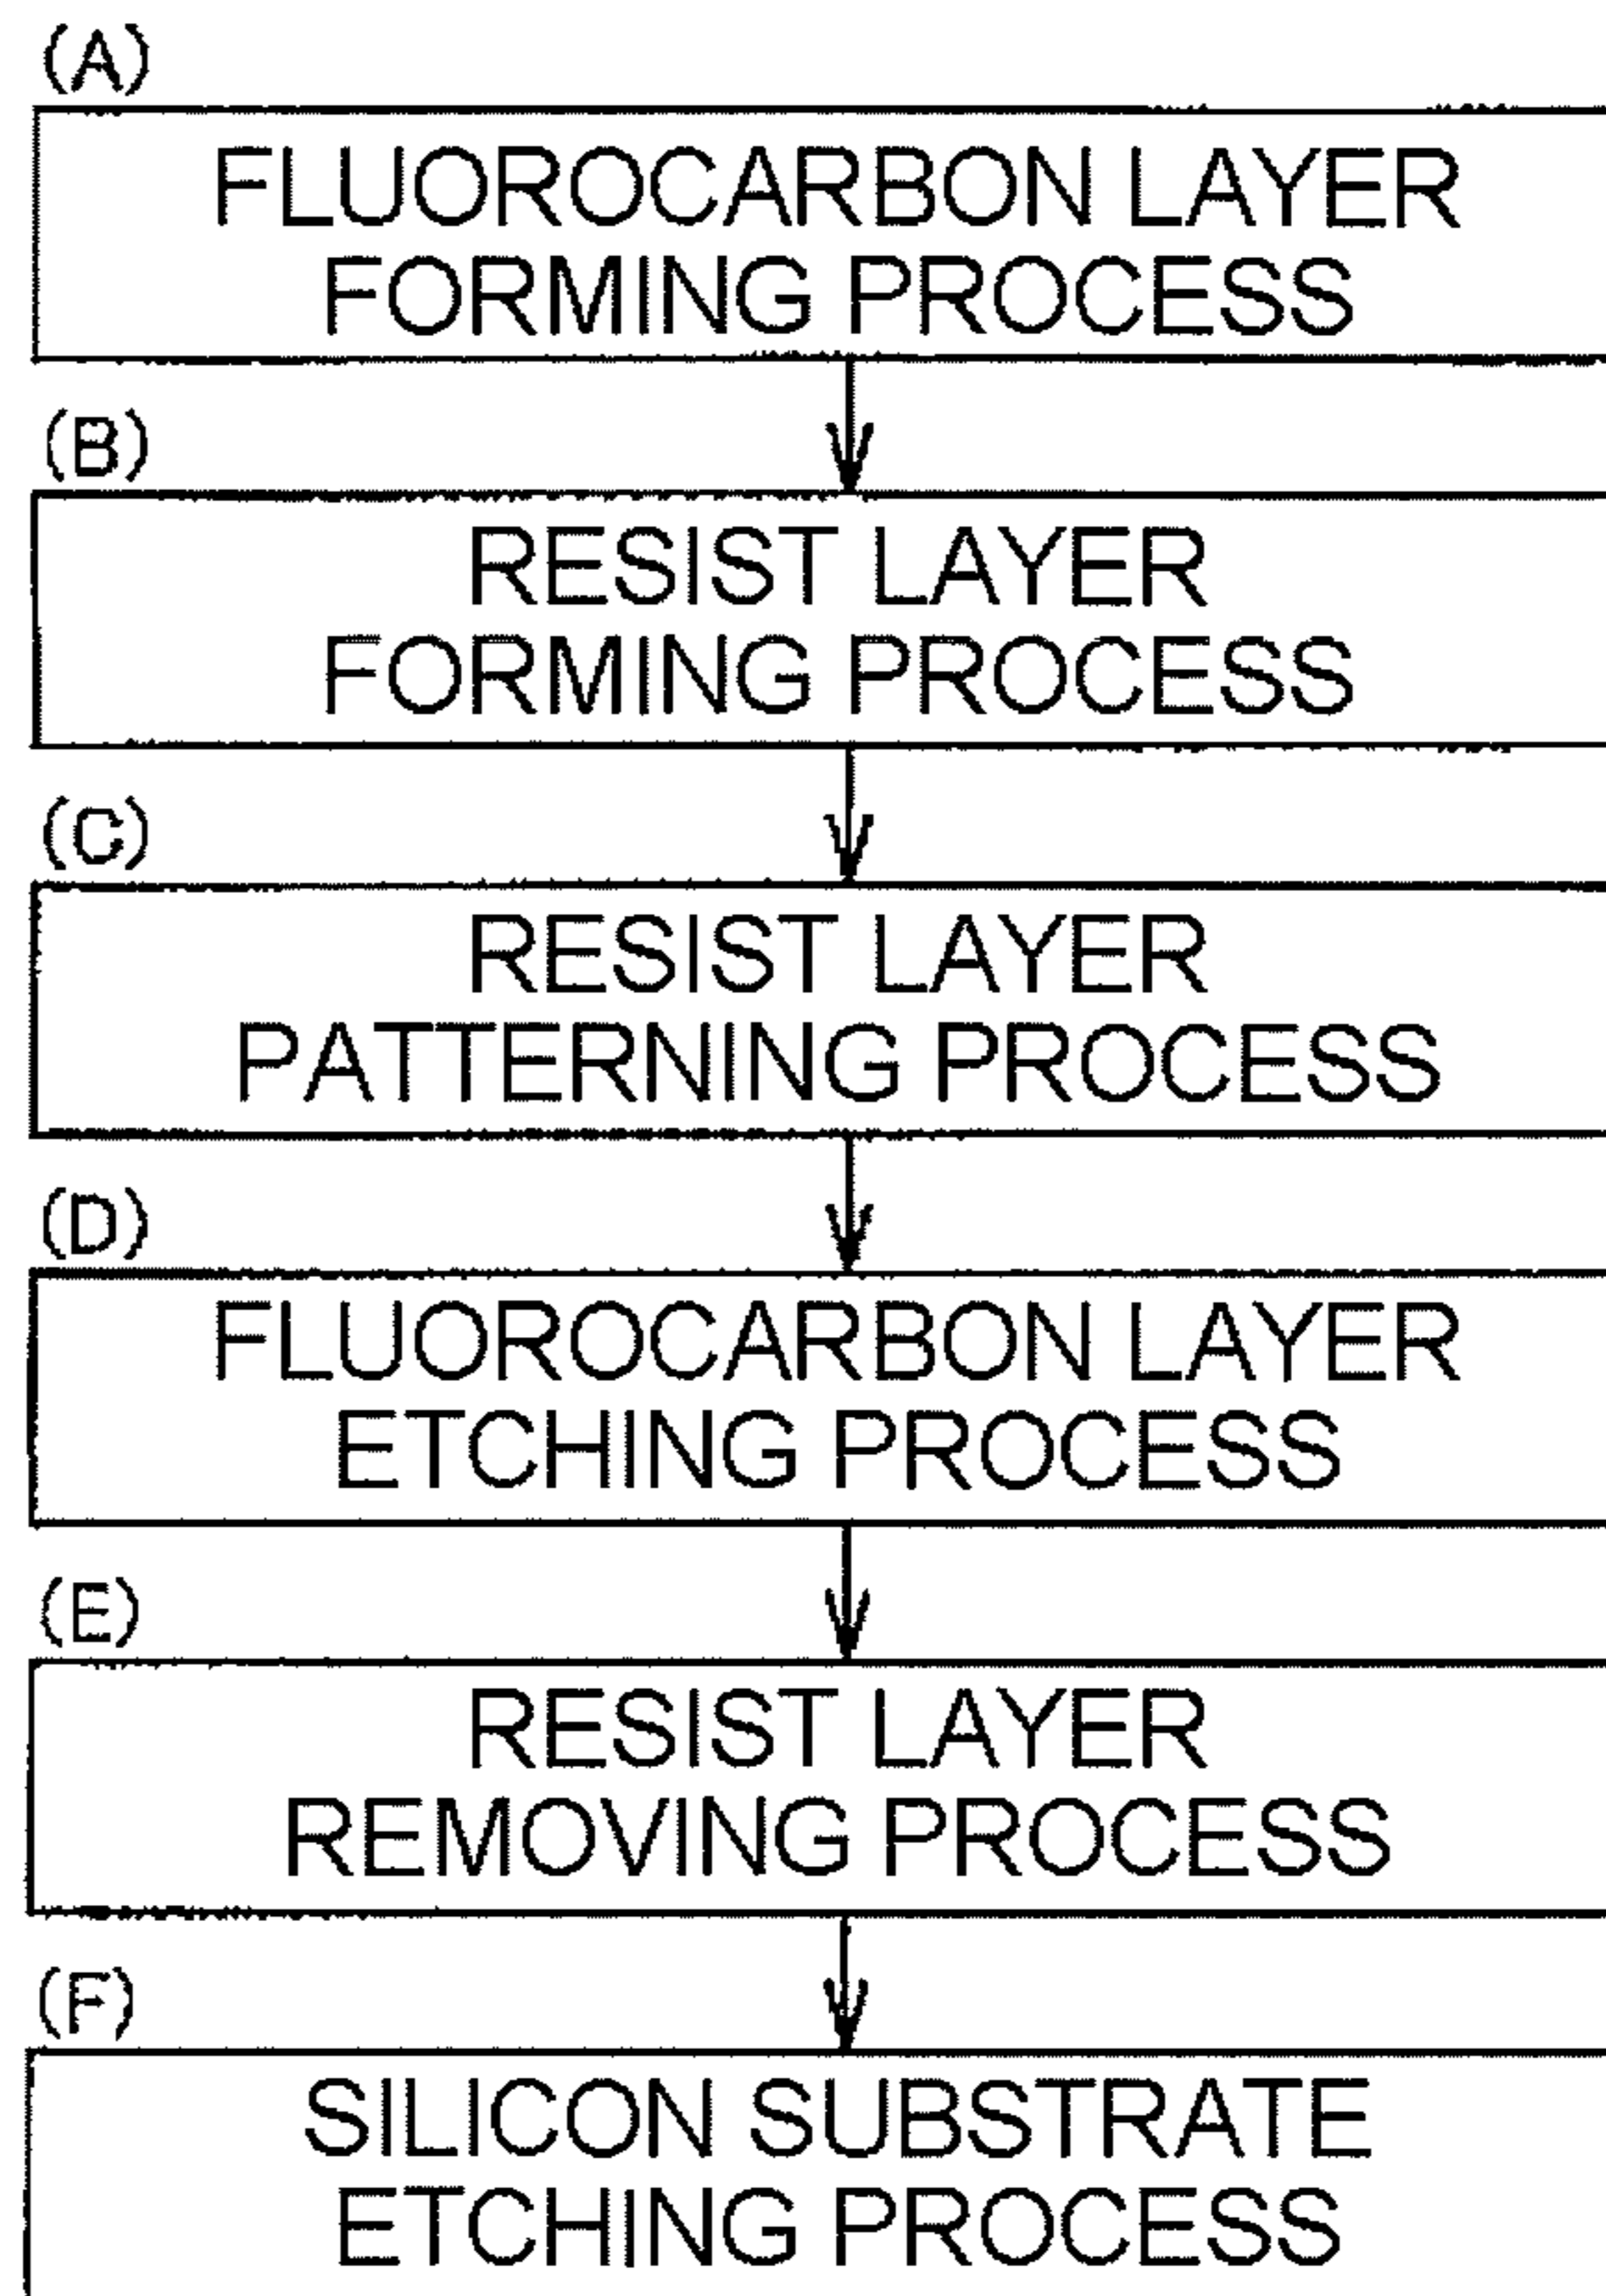 (A)
FLUOROCARBON LAYER
FORMING PROCESS
(B)
RESIST LAYER
FORMING PROCESS
(C)
RESIST LAYER
PATTERNING PROCESS
(D)
FLUOROCARBON LAYER
ETCHING PROCESS
(E)
RESIST LAYER
REMOVING PROCESS
(F)
SILICON SUBSTRATE
ETCHING PROCESS